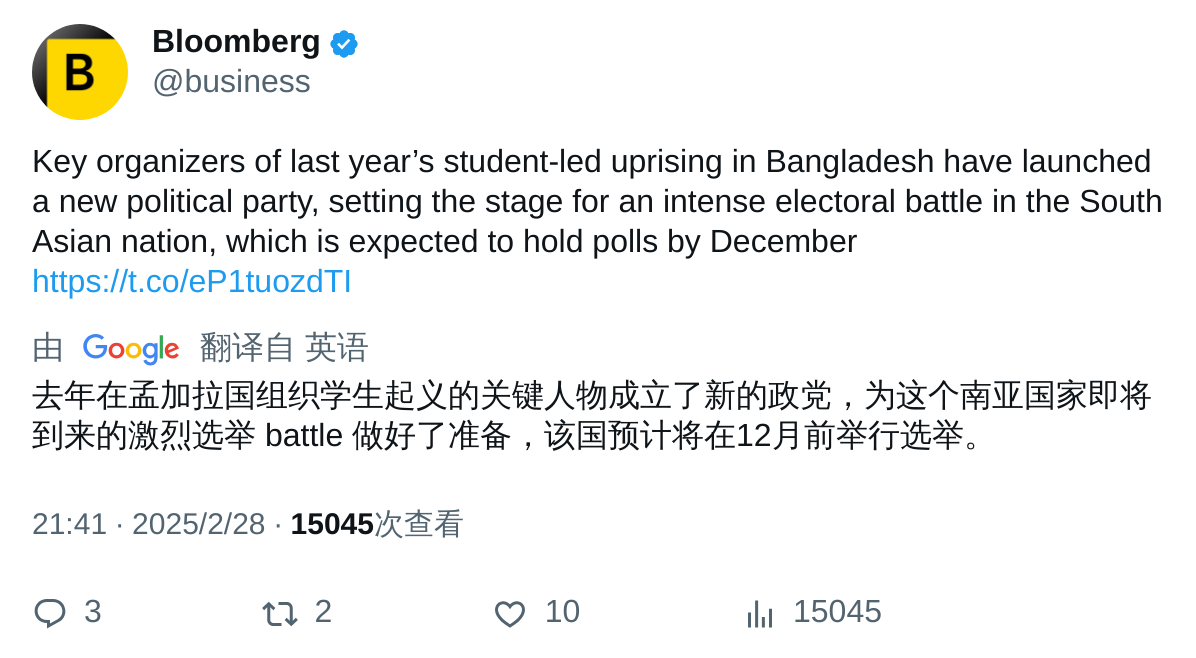 B
Bloomberg
@business
Key organizers of last year’s student-led uprising in Bangladesh have launched
a new political party, setting the stage for an intense electoral battle in the South
Asian nation, which is expected to hold polls by December
https://t.co/eP1tuozdTI
由 Google 翻译自 英语
去年在孟加拉国组织学生起义的关键人物成立了新的政党，为这个南亚国家即将
到来的激烈选举 battle 做好了准备，该国预计将在12月前举行选举。
21:41 · 2025/2/28 · 15045次查看
3 2 10 15045